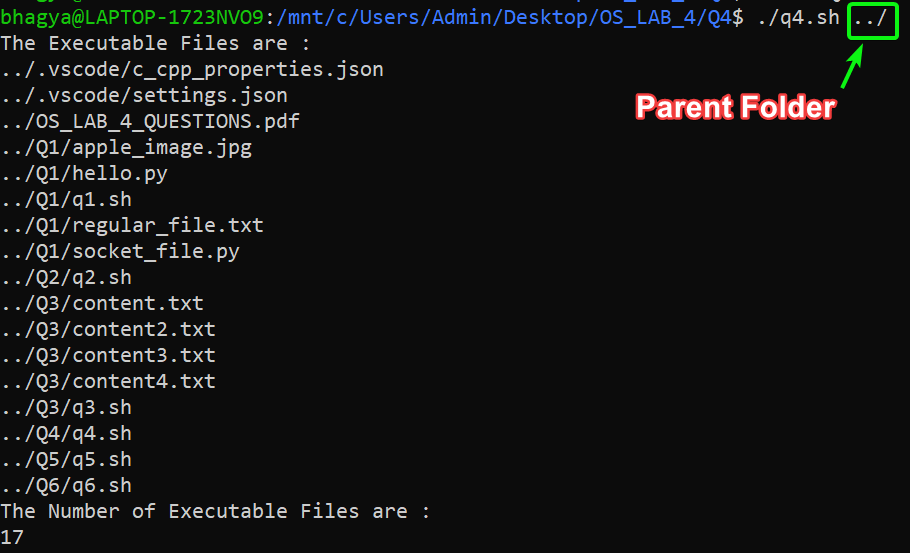 bhagya@LAPTOP-1723NVO9:/mnt/c/Users/Admin/Desktop/OS_LAB_4/Q4$ ./q4.sh ../
The Executable Files are :
../.vscode/c_cpp_properties.json
../.vscode/settings.json
Parent Folder
../OS_LAB_4_QUESTIONS.pdf
../Q1/apple_image.jpg
../Q1/hello.py
../Q1/q1.sh
../Q1/regular_file.txt
../Q1/socket_file.py
../Q2/q2.sh
../Q3/content.txt
../Q3/content2.txt
../Q3/content3.txt
../Q3/content4.txt
../Q3/q3.sh
../Q4/q4.sh
../Q5/q5.sh
../Q6/q6.sh
The Number of Executable Files are :
17